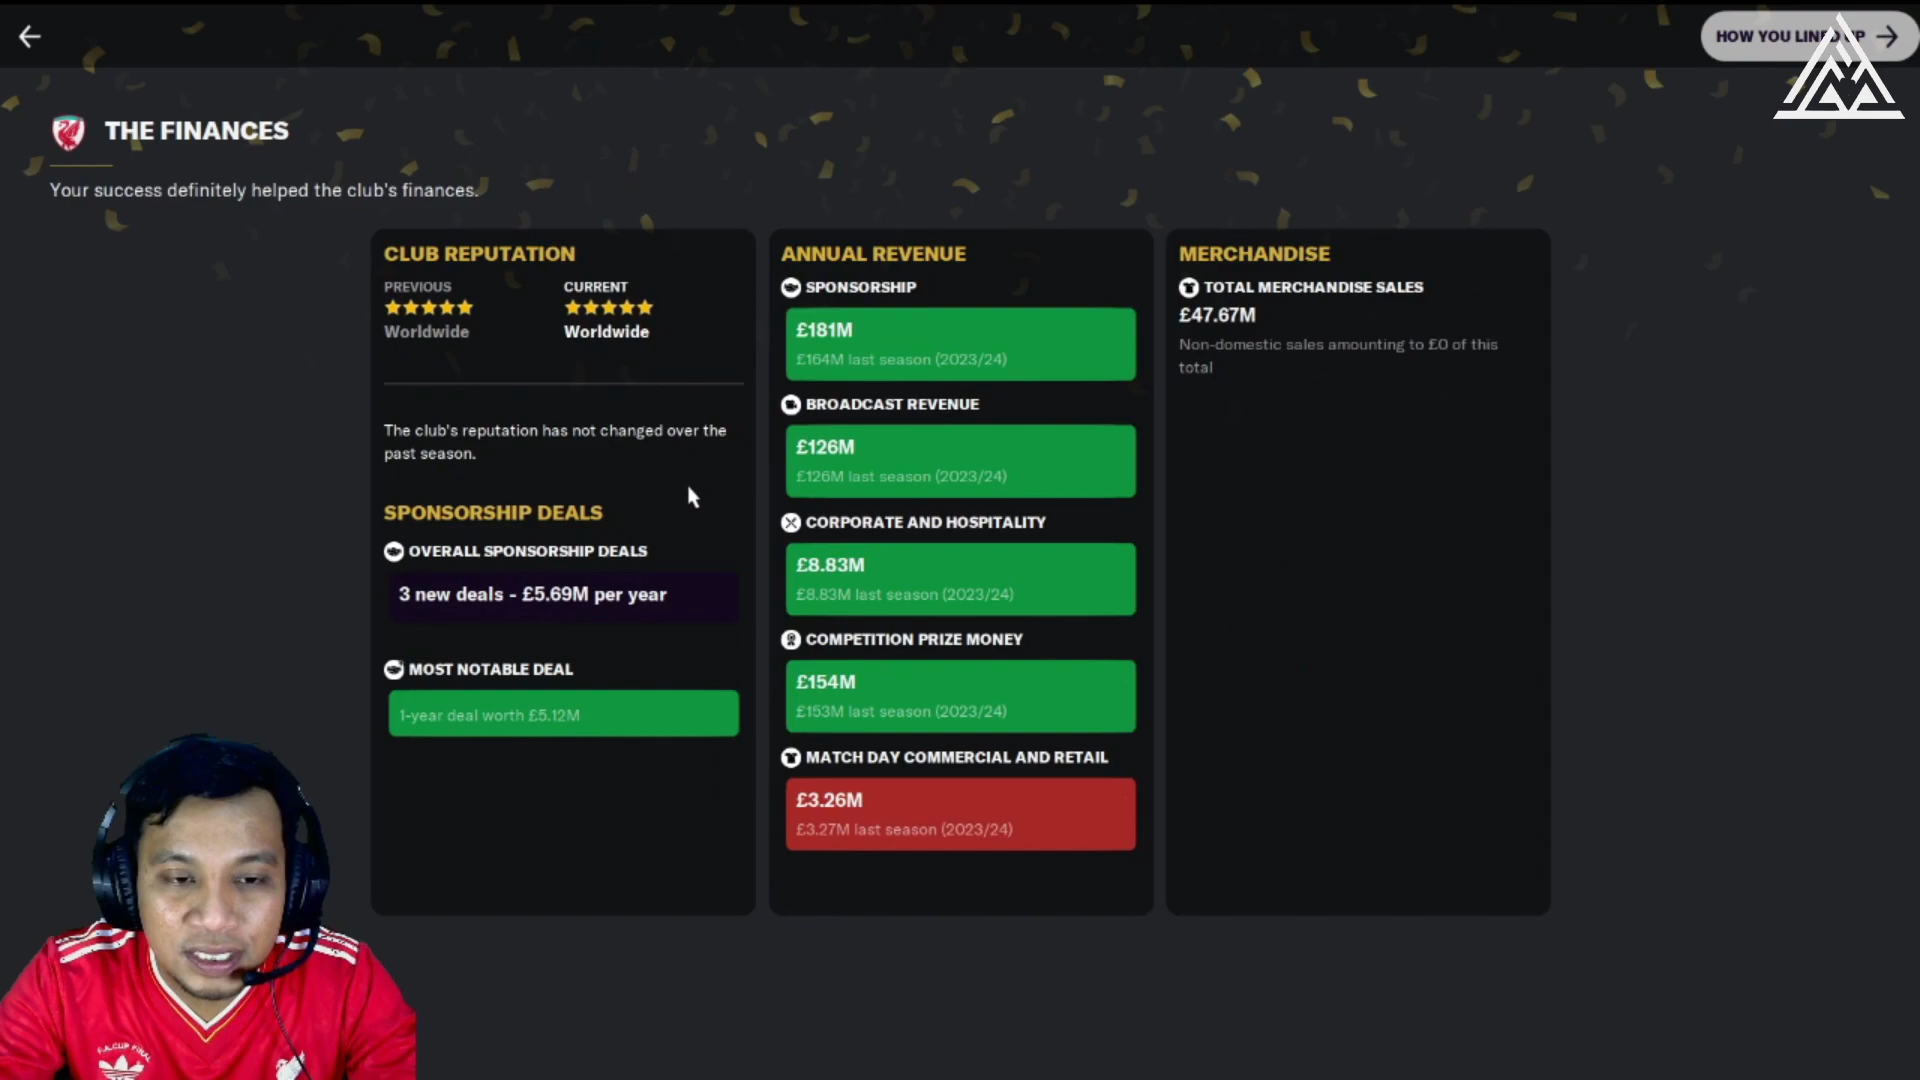 HOW YOU LINED UP
THE FINANCES
Your success definitely helped the club's finances.
CLUB REPUTATION
PREVIOUS
CURRENT
Worldwide
Worldwide
The club's reputation has not changed over the
past season.
SPONSORSHIP DEALS
OVERALL SPONSORSHIP DEALS
3 new deals - £5.69M per year
MOST NOTABLE DEAL
1-year deal worth £5.12M
ANNUAL REVENUE
SPONSORSHIP
£181M
£164M last season (2023/24)
BROADCAST REVENUE
£126M
£126M last season (2023/24)
CORPORATE AND HOSPITALITY
£8.83M
£8.83M last season (2023/24)
COMPETITION PRIZE MONEY
£154M
£153M last season (2023/24)
MATCH DAY COMMERCIAL AND RETAIL
£3.26M
£3.27M last season (2023/24)
MERCHANDISE
TOTAL MERCHANDISE SALES
£47.67M
Non-domestic sales amounting to £0 of this
total
F.A. CUP FINAL